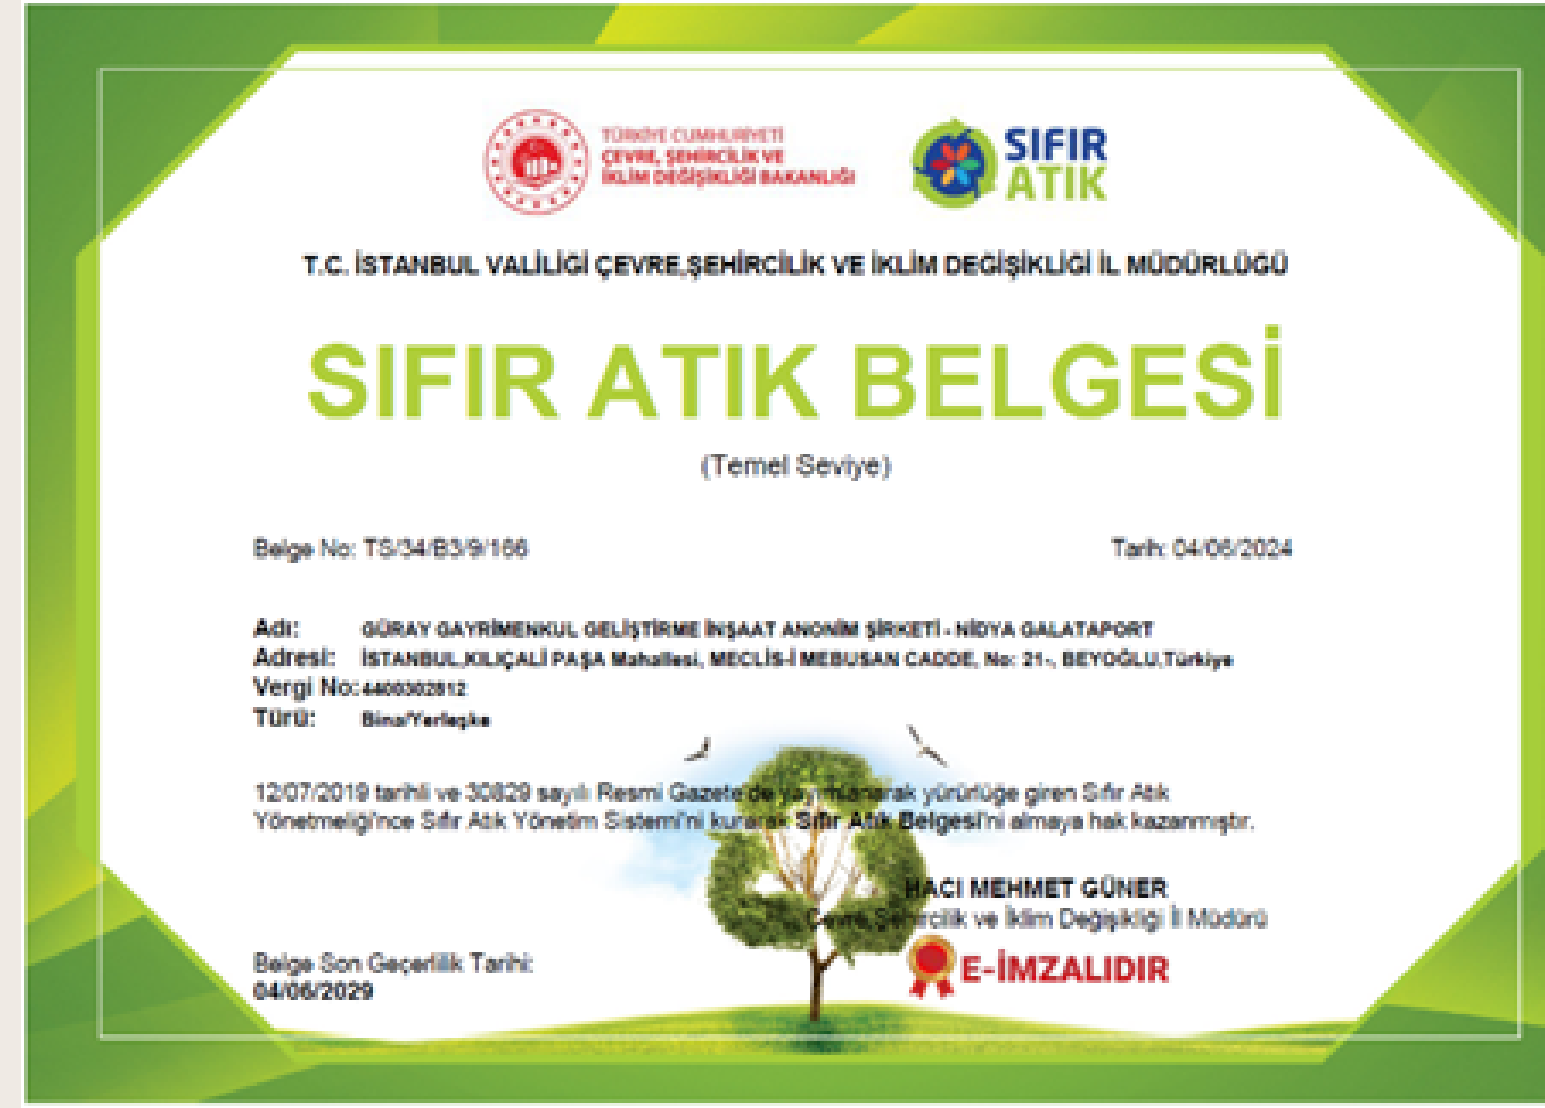 TÜRKİYE CUMHURİYETİ
ÇEVRE, ŞEHİRCİLİK VE
İKLİM DEĞİŞİKLİĞİ BAKANLIĞI
SIFIR
ATIK
T.C. İSTANBUL VALİLİĞİ ÇEVRE,ŞEHİRCİLİK VE İKLİM DEĞİŞİKLİĞİ İL MÜDÜRLÜĞÜ
SIFIR ATIK BELGESİ
(Temel Seviye)
Belge No: TS/34/B3/9/166
Tarih: 04/06/2024
Adı: GÜRAY GAYRİMENKUL GELİŞTİRME İNŞAAT ANONİM ŞİRKETİ - NİDYA GALATAPORT
Adresi: İSTANBUL,KILIÇALİ PAŞA Mahallesi, MECLİS-İ MEBUSAN CADDE, No: 21-, BEYOĞLU,Türkiye
Vergi No: 4400302812
Türü: Bina/Yerleşke
12/07/2019 tarihli ve 30829 sayılı Resmi Gazete'de yayımlanarak yürürlüğe giren Sıfır Atık
Yönetmeliği'nce Sıfır Atık Yönetim Sistemi'ni kurarak Sıfır Atık Belgesi'ni almaya hak kazanmıştır.
HACI MEHMET GÜNER
Çevre,Şehircilik ve İklim Değişikliği İl Müdürü
E-İMZALIDIR
Belge Son Geçerlilik Tarihi:
04/06/2029